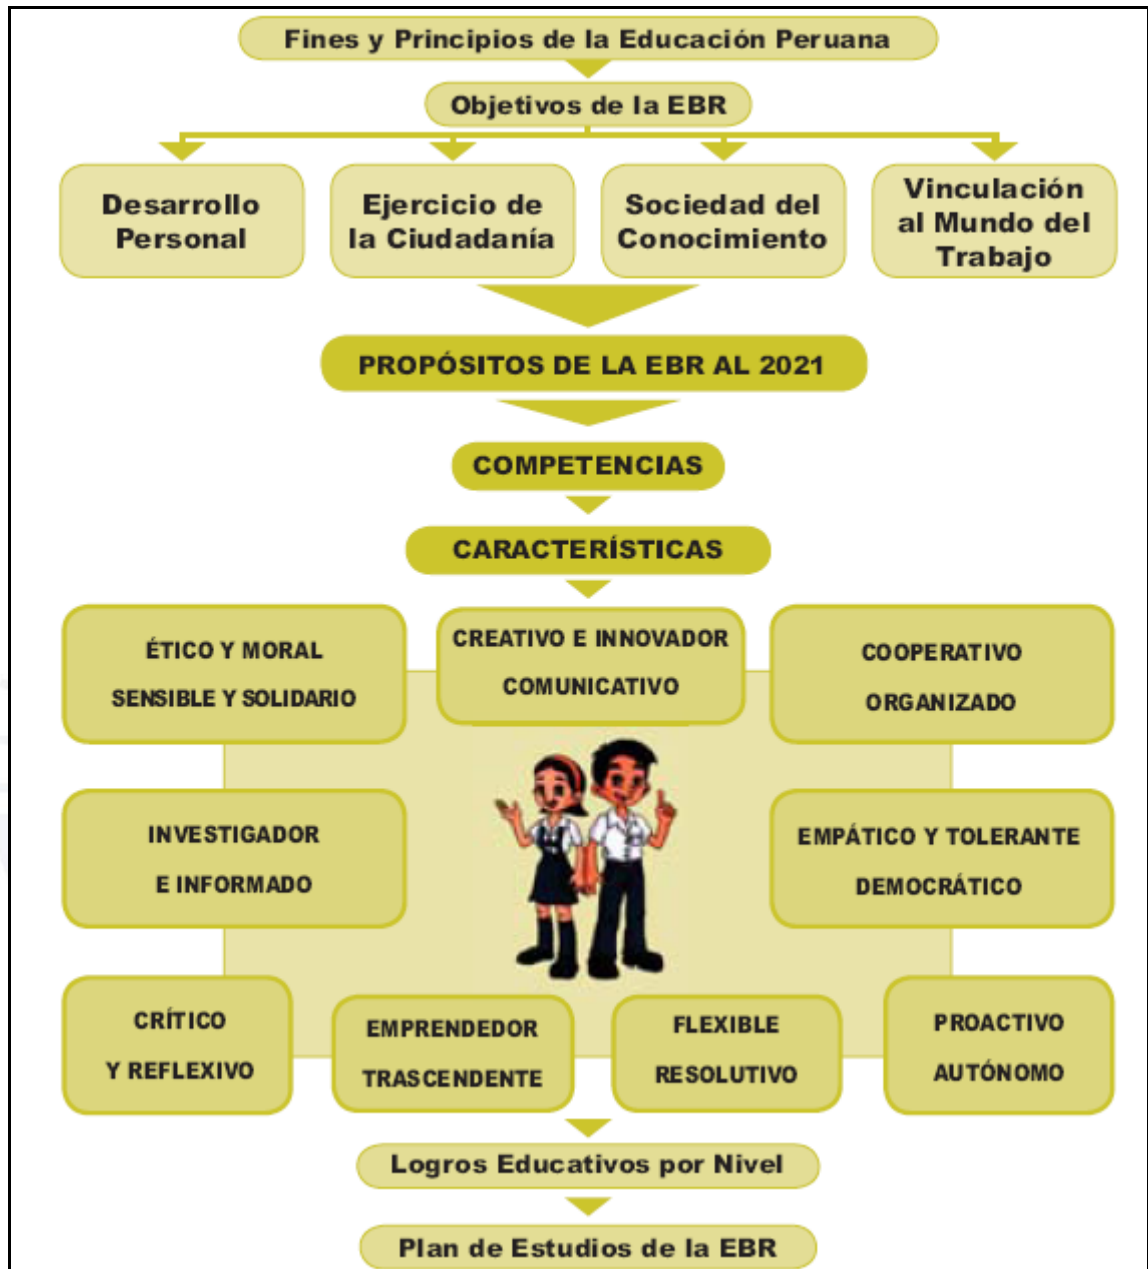 Fines y Principios de la Educación Peruana
Objetivos de la EBR
Desarrollo
Personal
Ejercicio de
la Ciudadanía
Sociedad del
Conocimiento
Vinculación
al Mundo del
Trabajo
PROPÓSITOS DE LA EBR AL 2021
COMPETENCIAS
CARACTERÍSTICAS
ÉTICO Y MORAL
SENSIBLE Y SOLIDARIO
CREATIVO E INNOVADOR
COMUNICATIVO
COOPERATIVO
ORGANIZADO
INVESTIGADOR
E INFORMADO
EMPÁTICO Y TOLERANTE
DEMOCRÁTICO
CRÍTICO
Y REFLEXIVO
EMPRENDEDOR
TRASCENDENTE
FLEXIBLE
RESOLUTIVO
PROACTIVO
AUTÓNOMO
Logros Educativos por Nivel
Plan de Estudios de la EBR